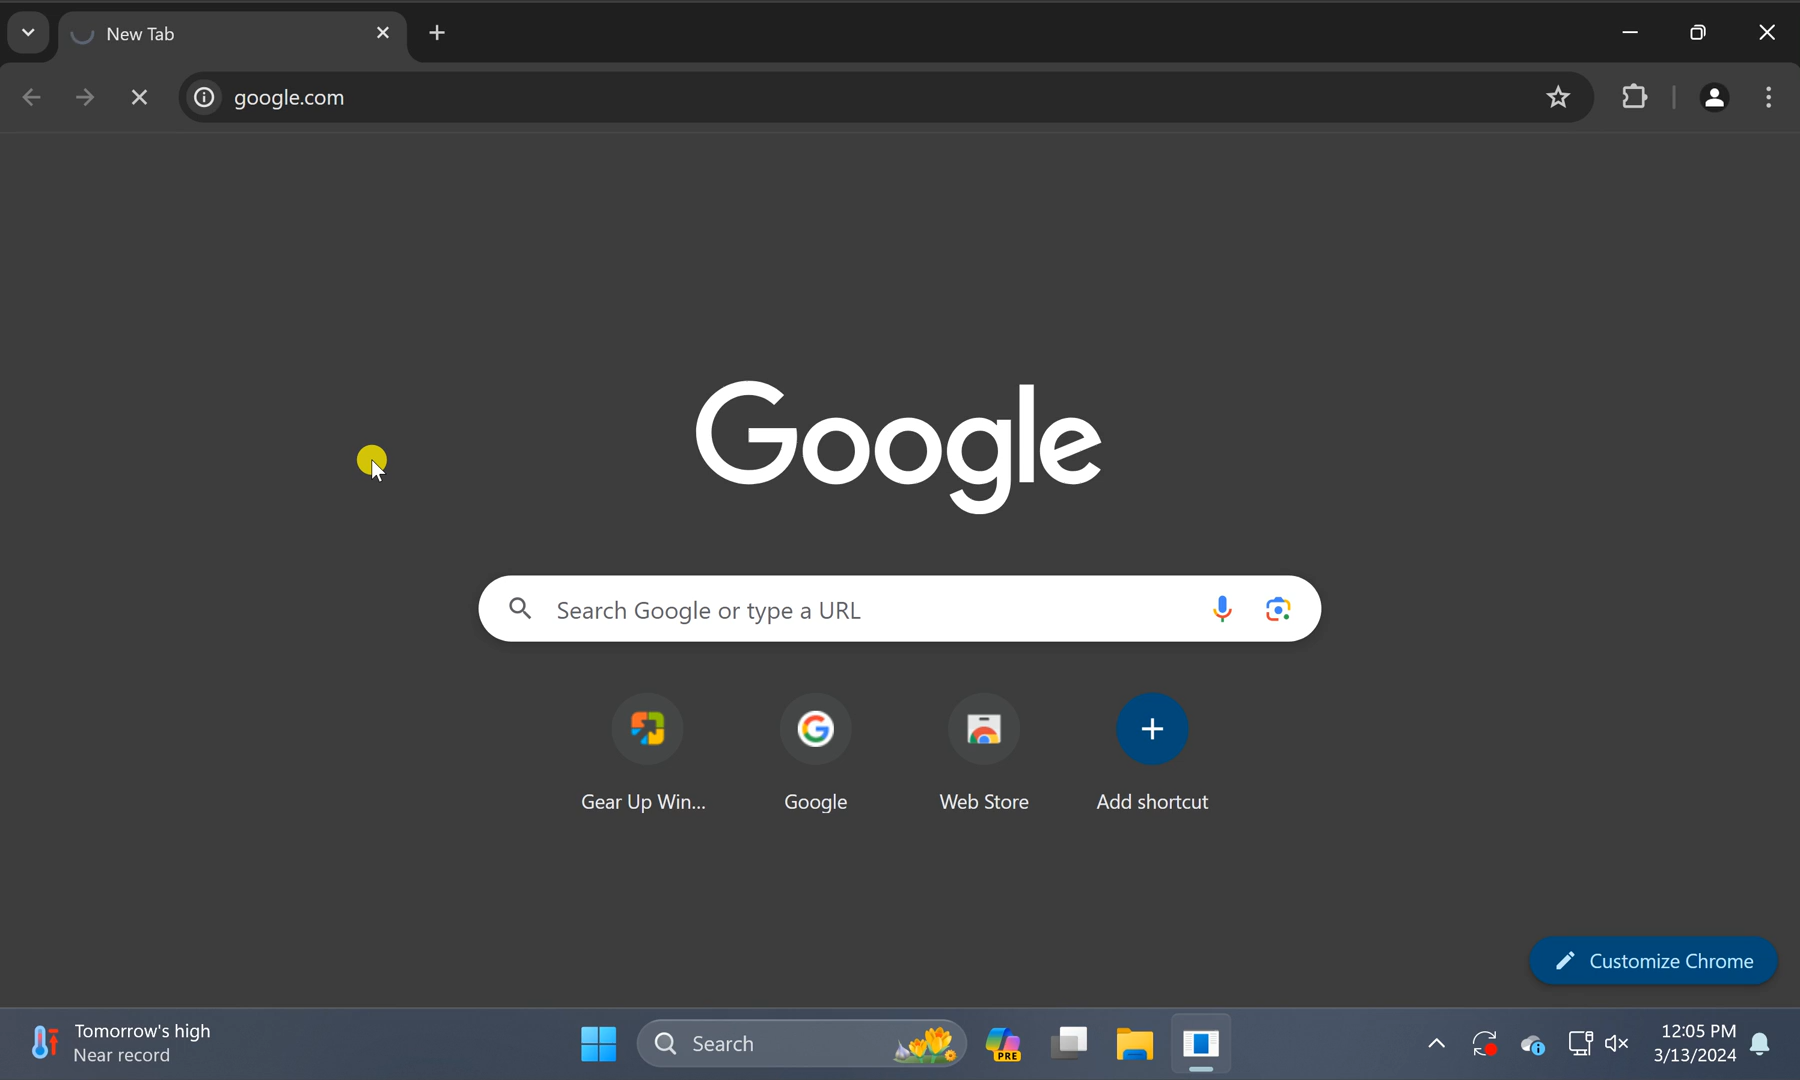 New Tab
google.com
Google
Search Google or type a URL
Gear Up Win...
Google
Web Store
Add shortcut
Customize Chrome
Tomorrow's high
Near record
Search
PRE
12:05 PM
3/13/2024